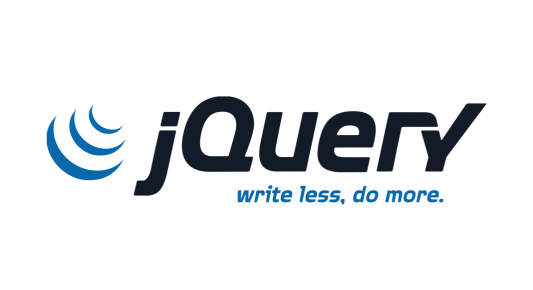 jQuery
write less, do more.